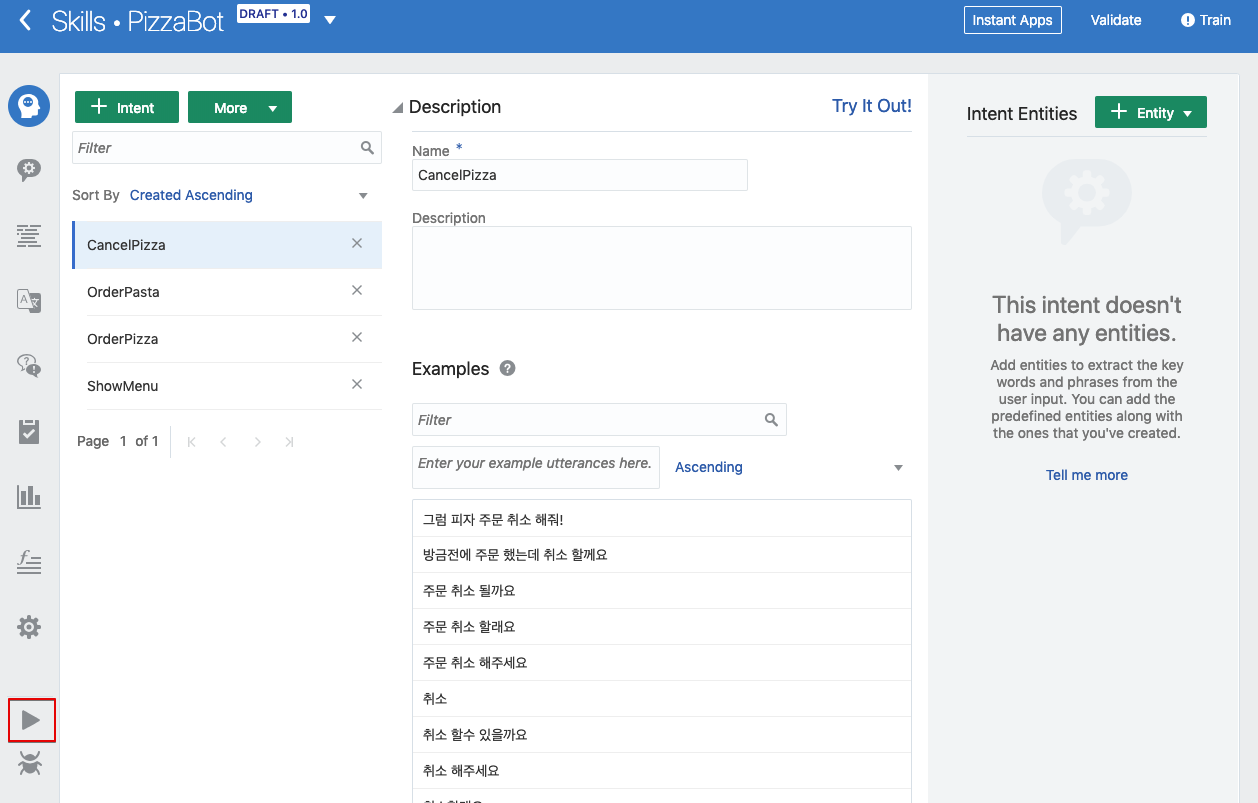 Skills • PizzaBot
DRAFT • 1.0
Instant Apps
Validate
Train
Intent
More
Filter
Sort By Created Ascending
CancelPizza
OrderPasta
OrderPizza
ShowMenu
Page 1 of 1
Description
Try It Out!
Name *
CancelPizza
Description
Examples
Filter
Enter your example utterances here.
Ascending
그럼 피자 주문 취소 해줘!
방금전에 주문 했는데 취소 할께요
주문 취소 될까요
주문 취소 할래요
주문 취소 해주세요
취소
취소 할수 있을까요
취소 해주세요
Intent Entities
Entity
This intent doesn't
have any entities.
Add entities to extract the key
words and phrases from the
user input. You can add the
predefined entities along with
the ones that you've created.
Tell me more